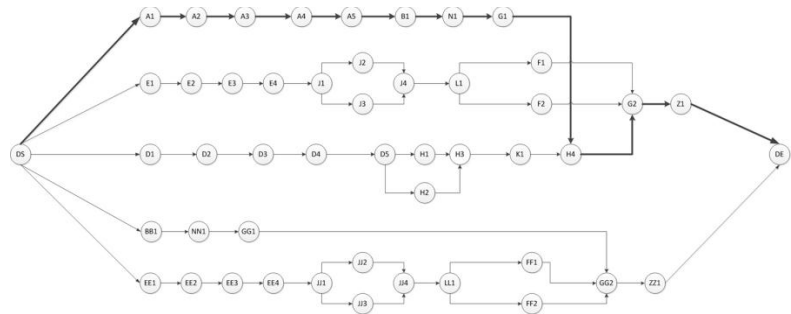 A1 A2 A3 A4 A5 B1 N1 G1
J2 F1
E1 E2 E3 E4 J1 J4 L1
J3 F2 G2 Z1
DS D1 D2 D3 D4 D5 H1 H3 K1 H4 DE
H2
BB1 NN1 GG1
JJ2 FF1
EE1 EE2 EE3 EE4 JJ1 JJ4 LL1 GG2 ZZ1
JJ3 FF2